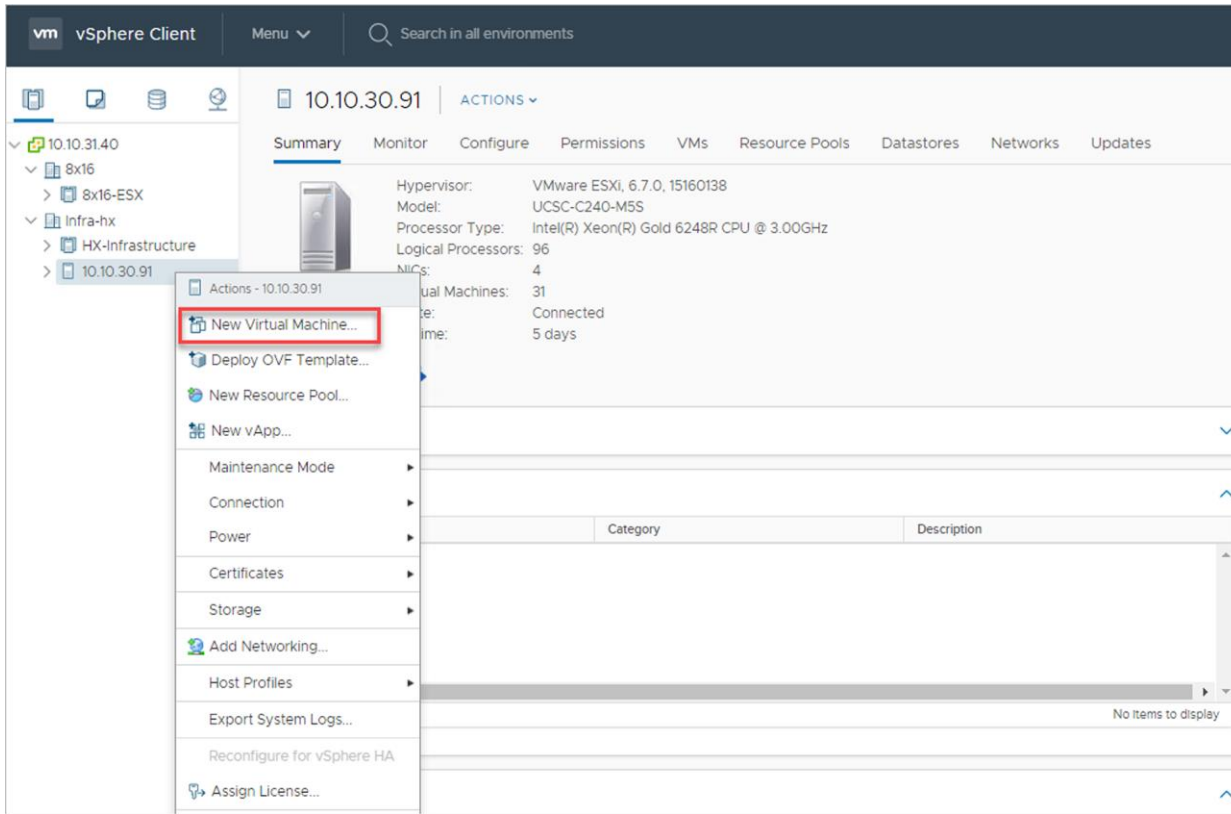 vm vSphere Client Menu Search in all environments
10.10.30.91 ACTIONS
Summary Monitor Configure Permissions VMs Resource Pools Datastores Networks Updates
10.10.31.40
8x16
8x16-ESX
Infra-hx
HX-Infrastructure
10.10.30.91
Hypervisor: VMware ESXi, 6.7.0, 15160138
Model: UCSC-C240-M5S
Processor Type: Intel(R) Xeon(R) Gold 6248R CPU @ 3.00GHz
Logical Processors: 96
NICs: 4
ual Machines: 31
te: Connected
ime: 5 days
Actions - 10.10.30.91
New Virtual Machine...
Deploy OVF Template...
New Resource Pool...
New vApp...
Maintenance Mode
Connection
Power
Certificates
Storage
Add Networking...
Host Profiles
Export System Logs...
Reconfigure for vSphere HA
Assign License...
Category Description
No items to display